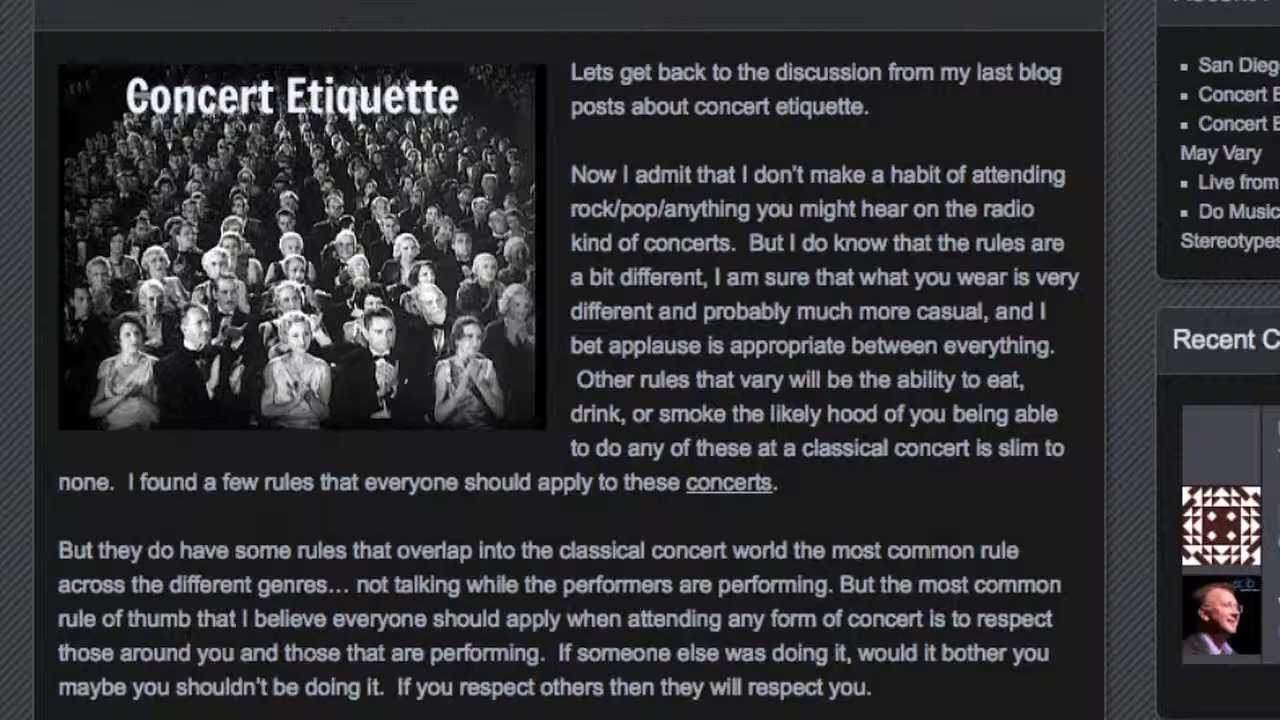 Concert Etiquette
Lets get back to the discussion from my last blog
posts about concert etiquette.
Now I admit that I don't make a habit of attending
rock/pop/anything you might hear on the radio
kind of concerts.  But I do know that the rules are
a bit different, I am sure that what you wear is very
different and probably much more casual, and I
bet applause is appropriate between everything.
Other rules that vary will be the ability to eat,
drink, or smoke the likely hood of you being able
to do any of these at a classical concert is slim to
none.  I found a few rules that everyone should apply to these concerts.
But they do have some rules that overlap into the classical concert world the most common rule
across the different genres... not talking while the performers are performing. But the most common
rule of thumb that I believe everyone should apply when attending any form of concert is to respect
those around you and those that are performing.  If someone else was doing it, would it bother you
maybe you shouldn't be doing it.  If you respect others then they will respect you.
San Dieg
Concert E
Concert E
May Vary
Live from
Do Music
Stereotypes
Recent C